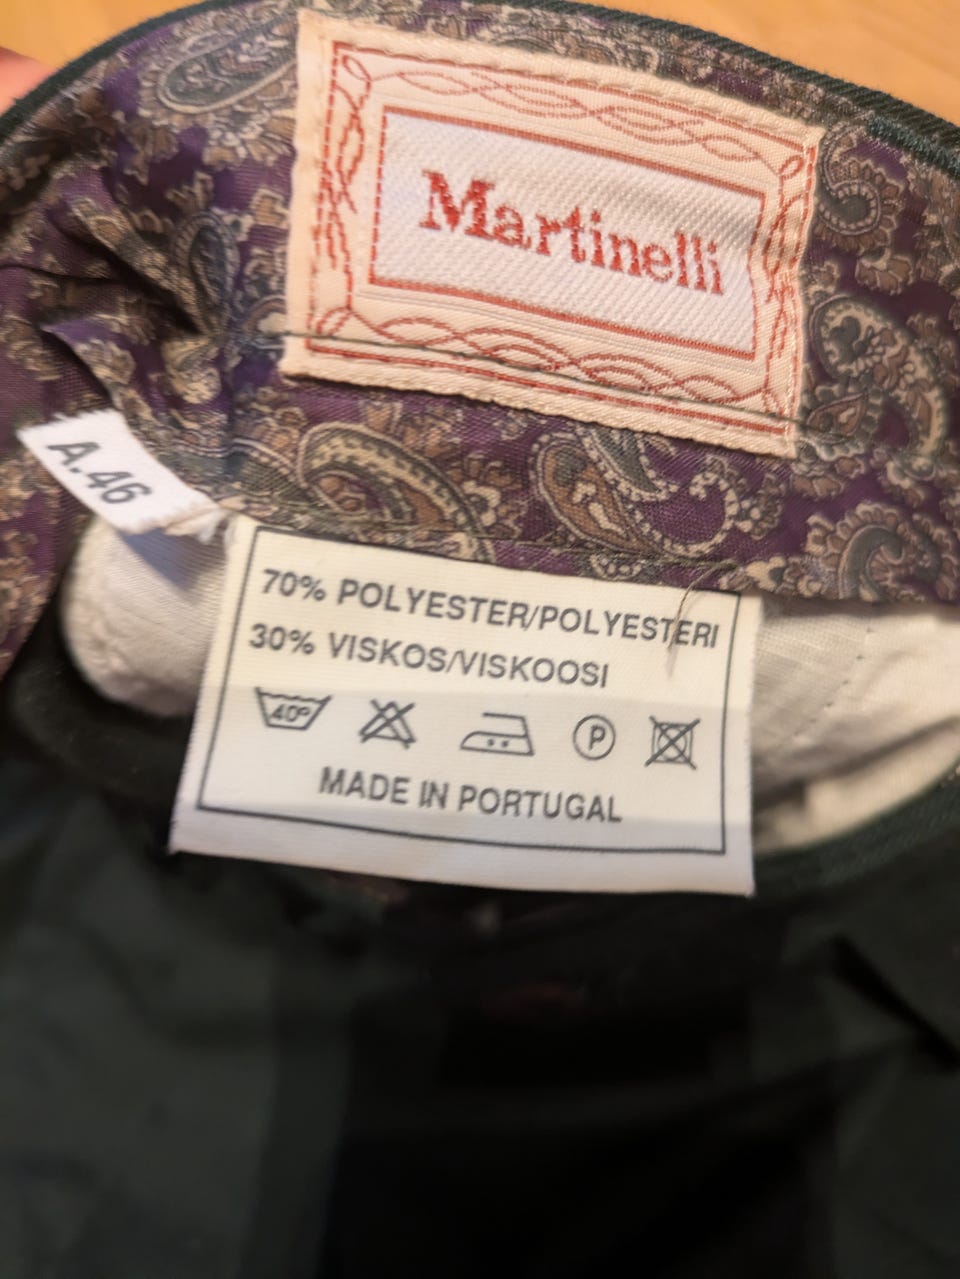 Martinelli
A.46
70% POLYESTER/POLYESTERI
30% VISKOS/VISKOOSI
40°
P
MADE IN PORTUGAL